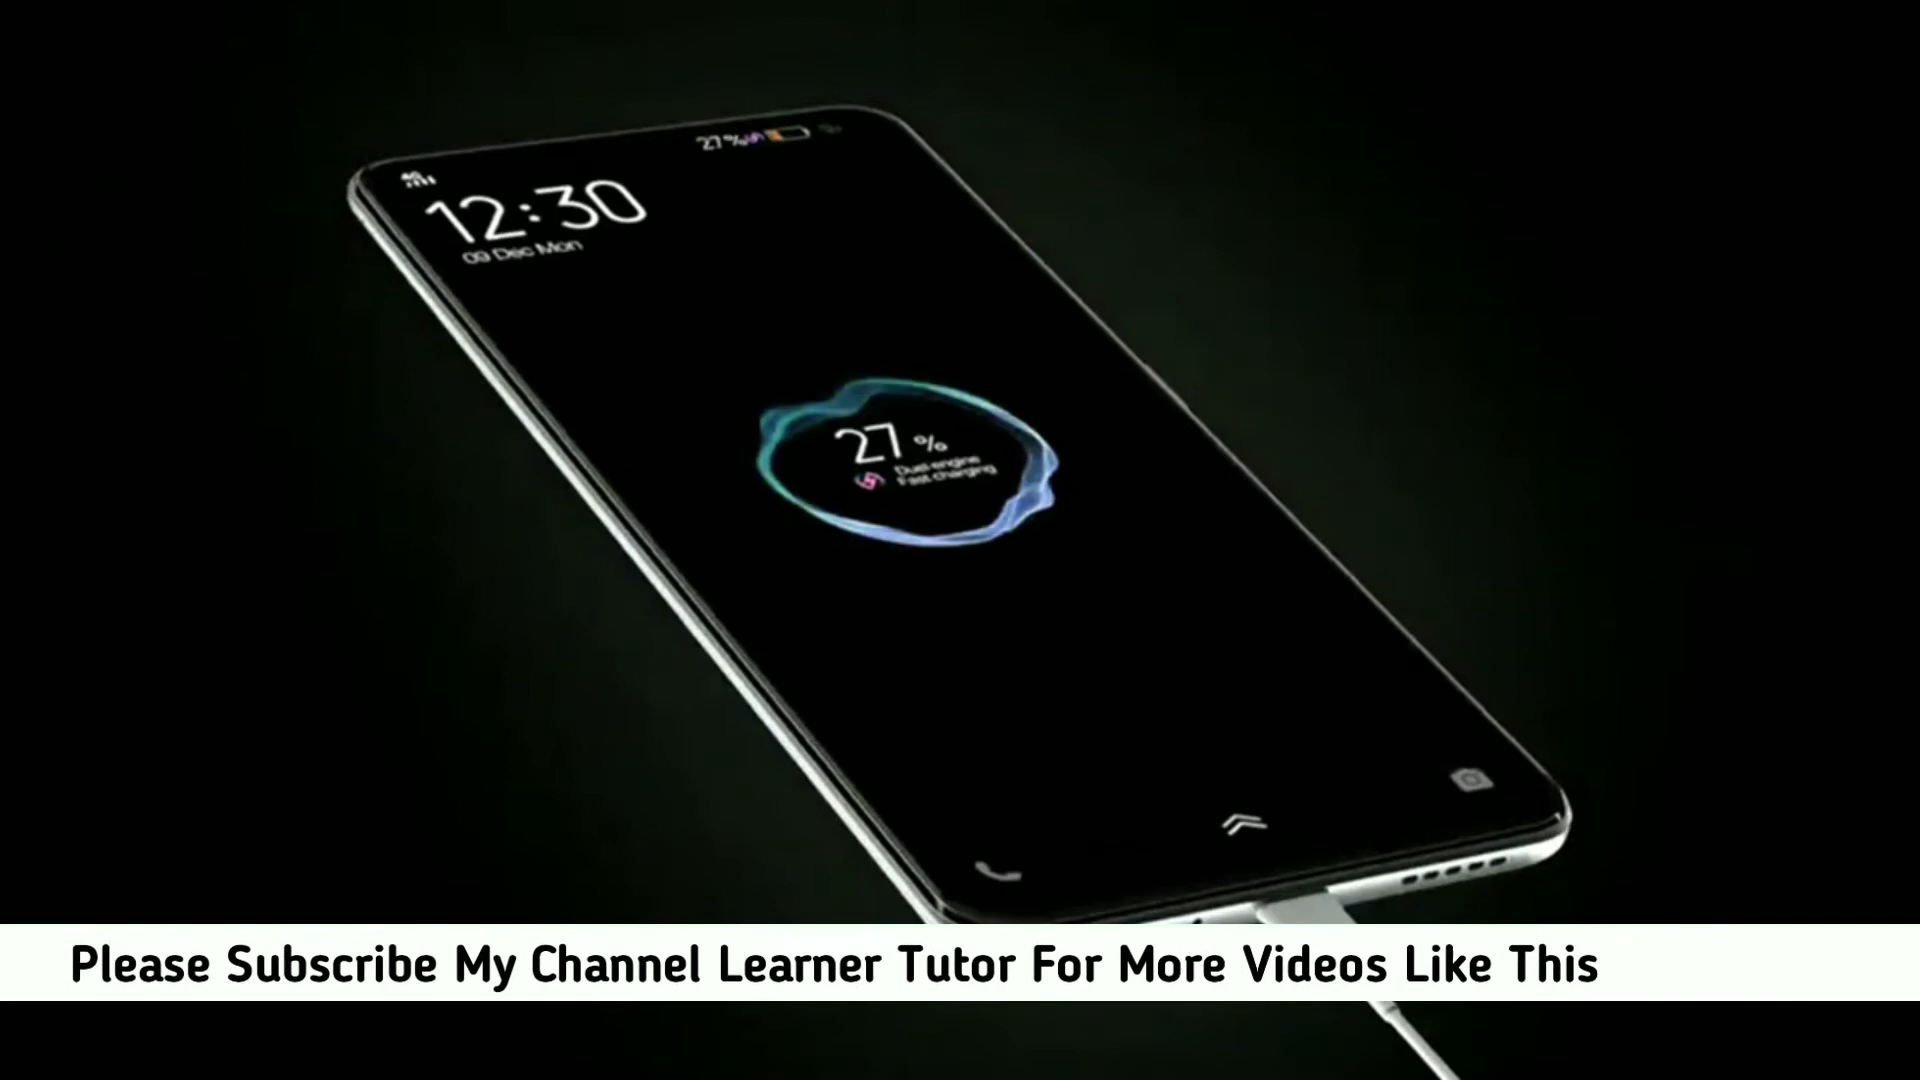 27%
4G
12:30
09 Dec Mon
27 %
Dual-engine
Fast charging
Please Subscribe My Channel Learner Tutor For More Videos Like This